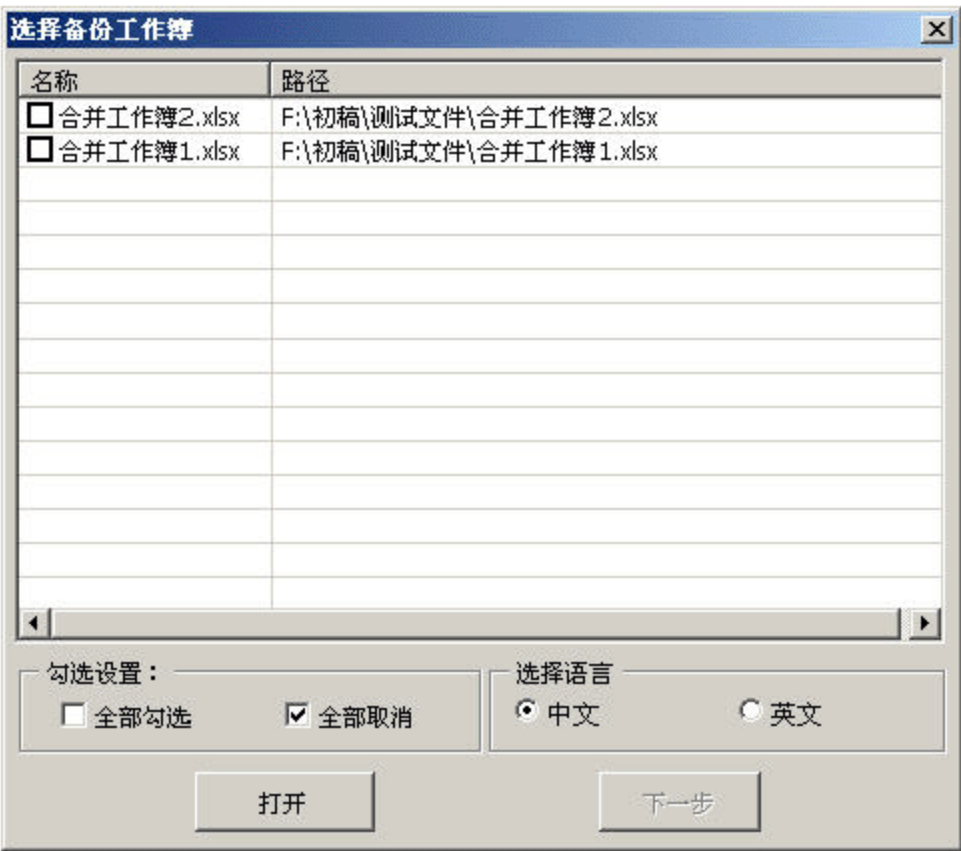 选择备份工作簿
名称 路径
合并工作簿2.xlsx F:\初稿\测试文件\合并工作簿2.xlsx
合并工作簿1.xlsx F:\初稿\测试文件\合并工作簿1.xlsx
勾选设置： 选择语言
全部勾选 全部取消 中文 英文
打开 下一步